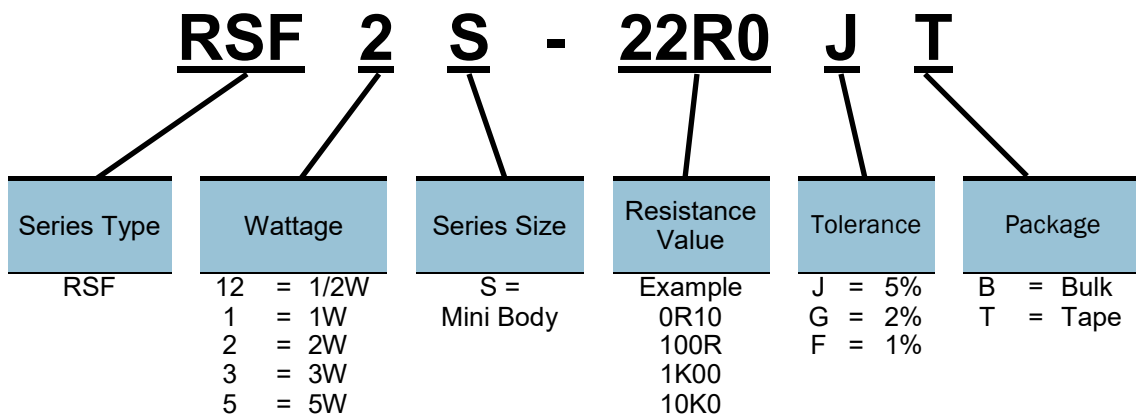 RSF 2 S - 22R0 J T
Series Type
RSF
Wattage
12 = 1/2W
1 = 1W
2 = 2W
3 = 3W
5 = 5W
Series Size
S =
Mini Body
Resistance
Value
Example
0R10
100R
1K00
10K0
Tolerance
J = 5%
G = 2%
F = 1%
Package
B = Bulk
T = Tape